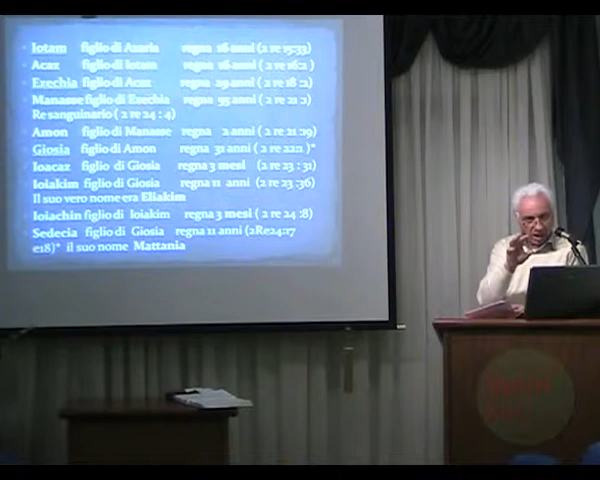 Iotam figlio di Azaria regna 16 anni (2 re 15:33)
Acaz figlio di Iotam regna 16 anni (2 re 16:2 )
Ezechia figlio di Acaz regna 29 anni (2 re 18 :2)
Manasse figlio di Ezechia regna 55 anni ( 2 re 21 2)
Re sanguinario ( 2 re 24 : 4)
Amon figlio di Manasse regna 2 anni ( 2 re 21 :19)
Giosia figlio di Amon regna 31 anni ( 2 re 22:1 )*
Ioacaz figlio di Giosia regna 3 mesi (2 re 23 : 31)
Ioiakim figlio di Giosia regna 11 anni (2 re 23 :36)
Il suo vero nome era Eliakim
Ioiachin figlio di Ioiakim regna 3 mesi ( 2 re 24 :8)
Sedecia figlio di Giosia regna 11 anni (2Re24:17
e18)* il suo nome Mattania